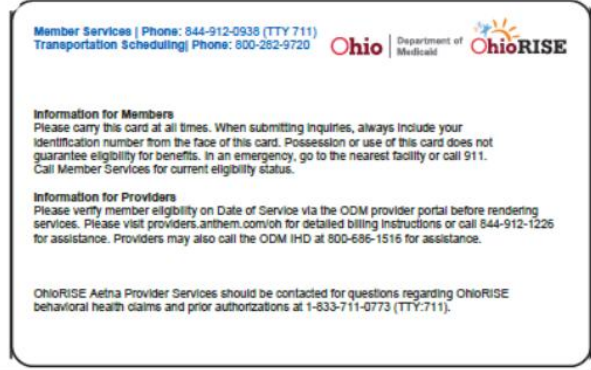 Member Services | Phone: 844-912-0938 (TTY 711)
Transportation Scheduling| Phone: 800-282-9720
Ohio | Department of Medicaid
OhioRISE
Information for Members
Please carry this card at all times. When submitting inquiries, always include your
identification number from the face of this card. Possession or use of this card does not
guarantee eligibility for benefits. In an emergency, go to the nearest facility or call 911.
Call Member Services for current eligibility status.
Information for Providers
Please verify member eligibility on Date of Service via the ODM provider portal before rendering
services. Please visit providers.anthem.com/oh for detailed billing instructions or call 844-912-1226
for assistance. Providers may also call the ODM IHD at 800-686-1516 for assistance.
OhioRISE Aetna Provider Services should be contacted for questions regarding OhioRISE
behavioral health claims and prior authorizations at 1-833-711-0773 (TTY:711).